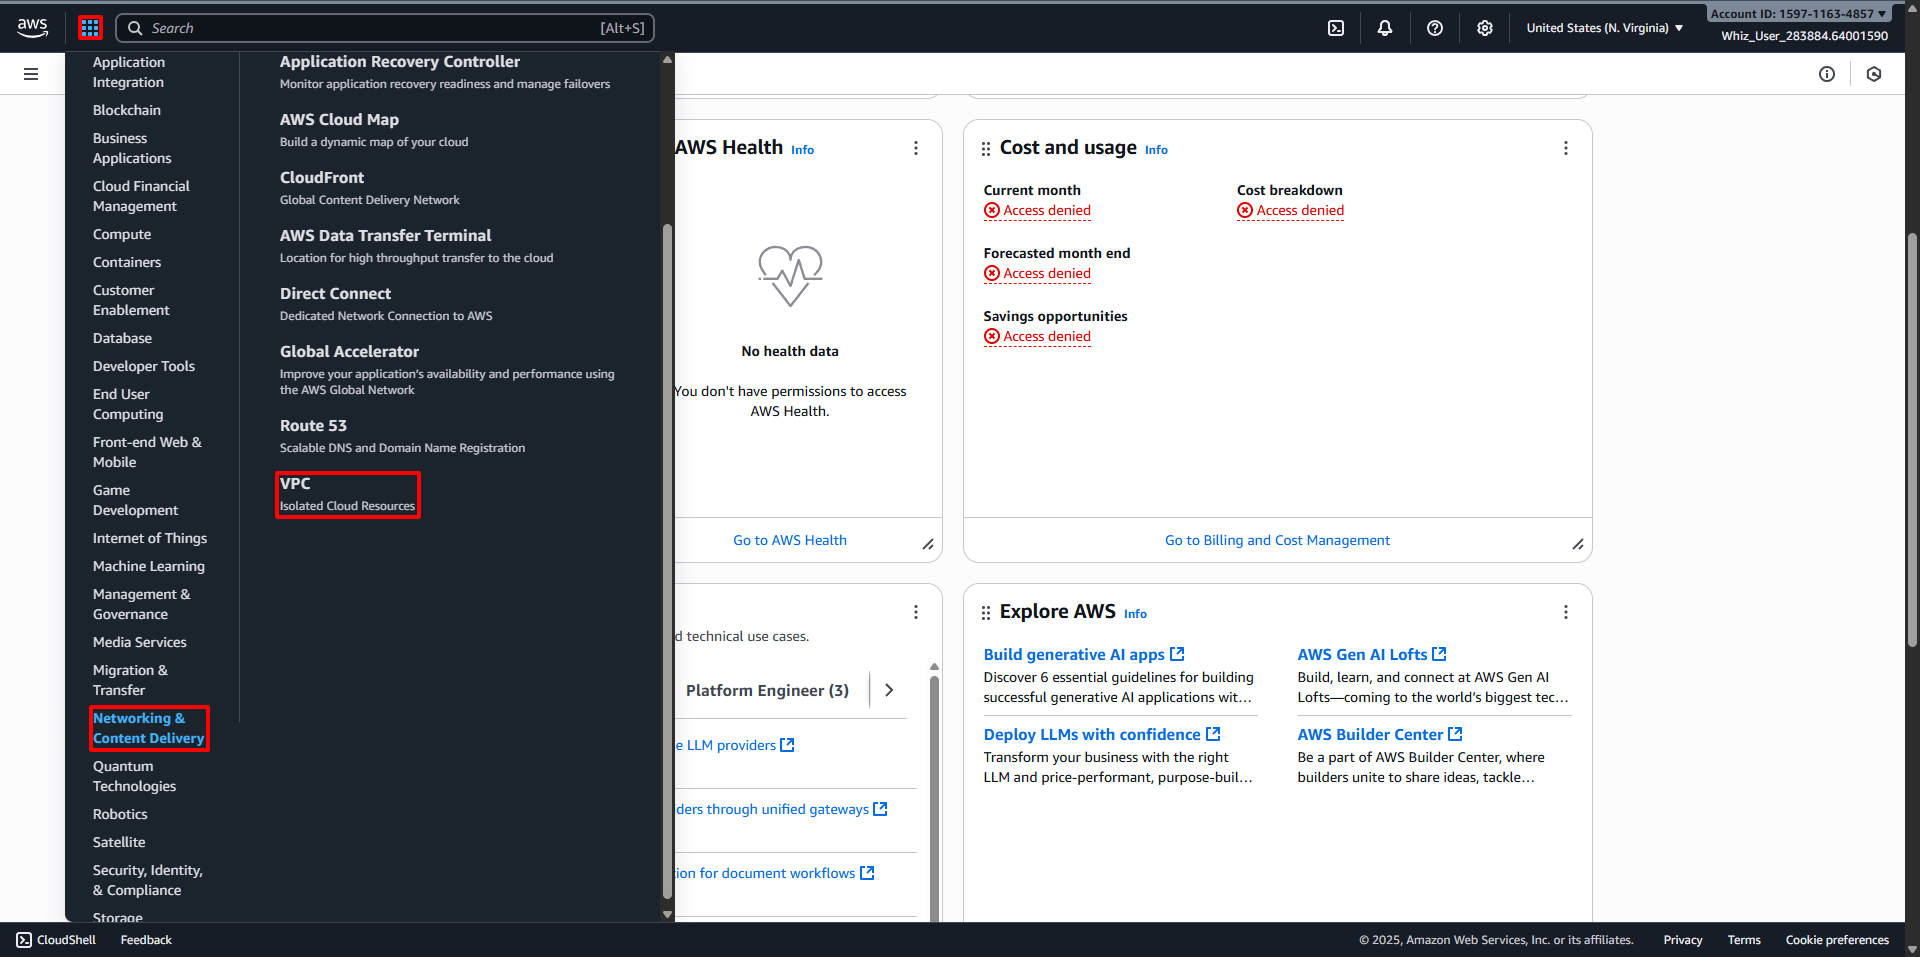 aws
Search
[Alt+S]
United States (N. Virginia)
Account ID: 1597-1163-4857
Whiz_User_283884.64001590
Application
Integration
Blockchain
Business
Applications
Cloud Financial
Management
Compute
Containers
Customer
Enablement
Database
Developer Tools
End User
Computing
Front-end Web &
Mobile
Game
Development
Internet of Things
Machine Learning
Management &
Governance
Media Services
Migration &
Transfer
Networking &
Content Delivery
Quantum
Technologies
Robotics
Satellite
Security, Identity,
& Compliance
Storage
Application Recovery Controller
Monitor application recovery readiness and manage failovers
AWS Cloud Map
Build a dynamic map of your cloud
CloudFront
Global Content Delivery Network
AWS Data Transfer Terminal
Location for high throughput transfer to the cloud
Direct Connect
Dedicated Network Connection to AWS
Global Accelerator
Improve your application's availability and performance using
the AWS Global Network
Route 53
Scalable DNS and Domain Name Registration
VPC
Isolated Cloud Resources
AWS Health Info
No health data
You don't have permissions to access
AWS Health.
Go to AWS Health
Cost and usage Info
Current month
Access denied
Cost breakdown
Access denied
Forecasted month end
Access denied
Savings opportunities
Access denied
Go to Billing and Cost Management
d technical use cases.
Platform Engineer (3)
e LLM providers
ders through unified gateways
tion for document workflows
Explore AWS Info
Build generative AI apps
Discover 6 essential guidelines for building
successful generative AI applications wit...
AWS Gen AI Lofts
Build, learn, and connect at AWS Gen AI
Lofts—coming to the world's biggest tec...
Deploy LLMs with confidence
Transform your business with the right
LLM and price-performant, purpose-buil...
AWS Builder Center
Be a part of AWS Builder Center, where
builders unite to share ideas, tackle...
CloudShell
Feedback
© 2025, Amazon Web Services, Inc. or its affiliates.
Privacy
Terms
Cookie preferences